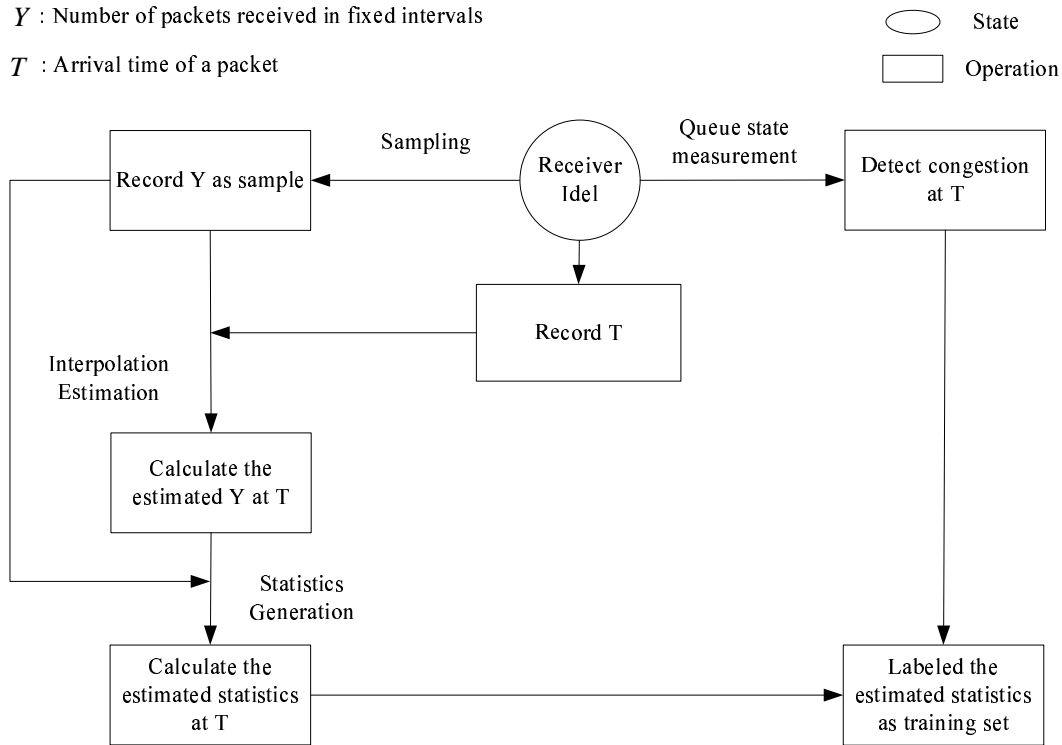 Y : Number of packets received in fixed intervals
State
T : Arrival time of a packet
Operation
Sampling
Queue state
measurement
Record Y as sample
Receiver
Idel
Detect congestion
at T
Record T
Interpolation
Estimation
Calculate the
estimated Y at T
Statistics
Generation
Calculate the
estimated statistics
at T
Labeled the
estimated statistics
as training set